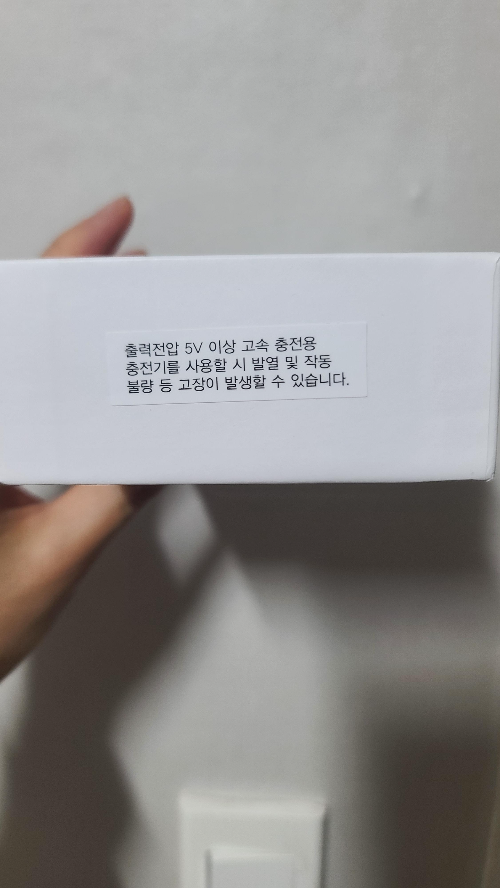 출력전압 5V 이상 고속 충전용
충전기를 사용할 시 발열 및 작동
불량 등 고장이 발생할 수 있습니다.